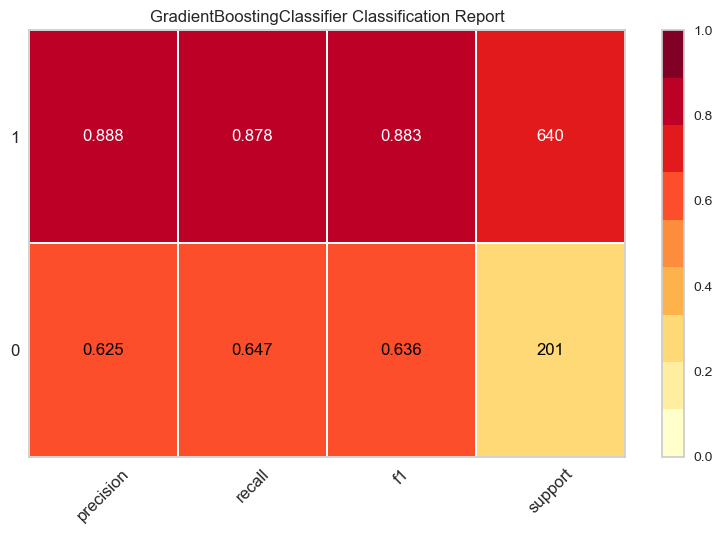 GradientBoostingClassifier Classification Report
1
0.888 0.878 0.883 640
0
0.625 0.647 0.636 201
precision recall f1 support
1.0
0.8
0.6
0.4
0.2
0.0